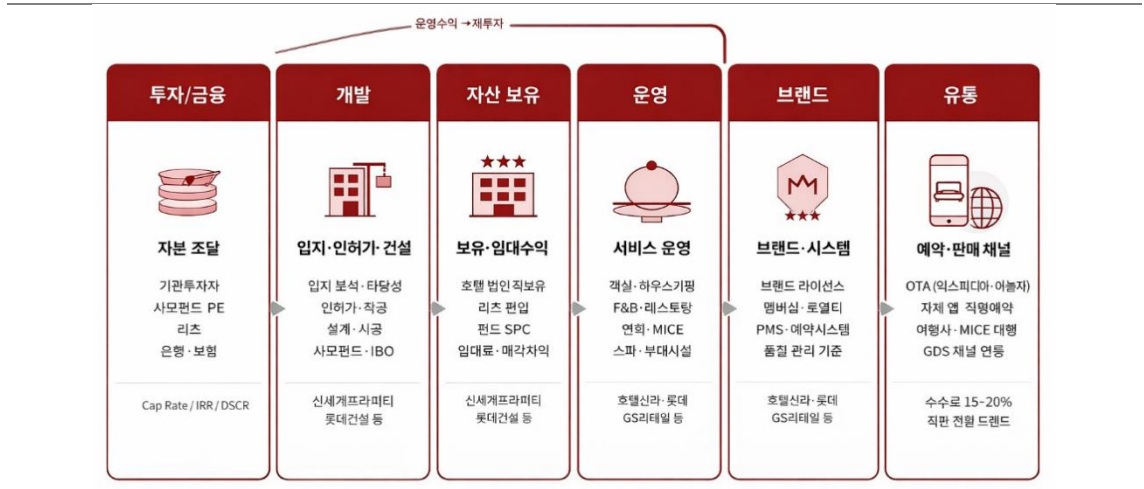 운영수익 → 재투자
투자/금융
자분 조달
기관투자자
사모펀드 PE
리츠
은행·보험
Cap Rate / IRR / DSCR
개발
입지·인허가·건설
입지 보석·타당성
인허가·착공
설계·시공
사모펀드·IBO
신세개프라퍼티
롯데건설 등
자산 보유
보유·임대수익
호텔 법인직보유
리츠 편입
펀드 SPC
임대료·매각차익
신세개프라퍼티
롯데건설 등
운영
서비스 운영
객실·하우스기핑
F&B·레스토랑
연회·MICE
스파·부대시설
호텔신라·롯데
GS리테일 등
브랜드
브랜드·시스템
브랜드 라이선스
멤버십·로열티
PMS·예약시스템
품질 관리 기준
호텔신라·롯데
GS리테일 등
유통
예약·판매 채널
OTA (익스피디아·아놀자)
자제 앱 직명예약
여행사·MICE 대행
GDS 채널 연릉
수수로 15-20%
직판 전활 드렌드